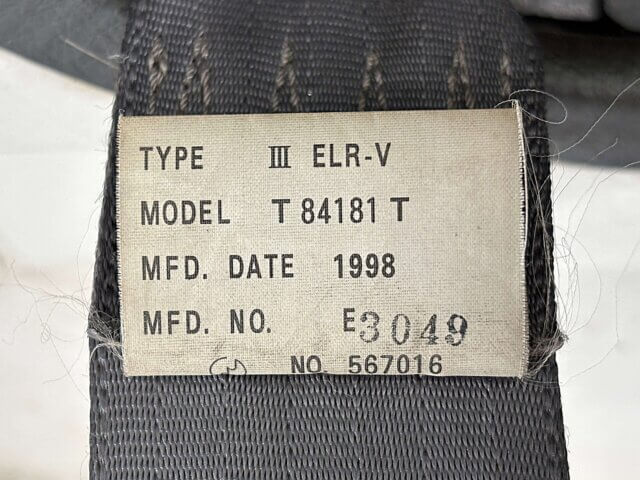 TYPE III ELR-V
MODEL T 84181 T
MFD. DATE 1998
MFD. NO. E3049
NO. 567016